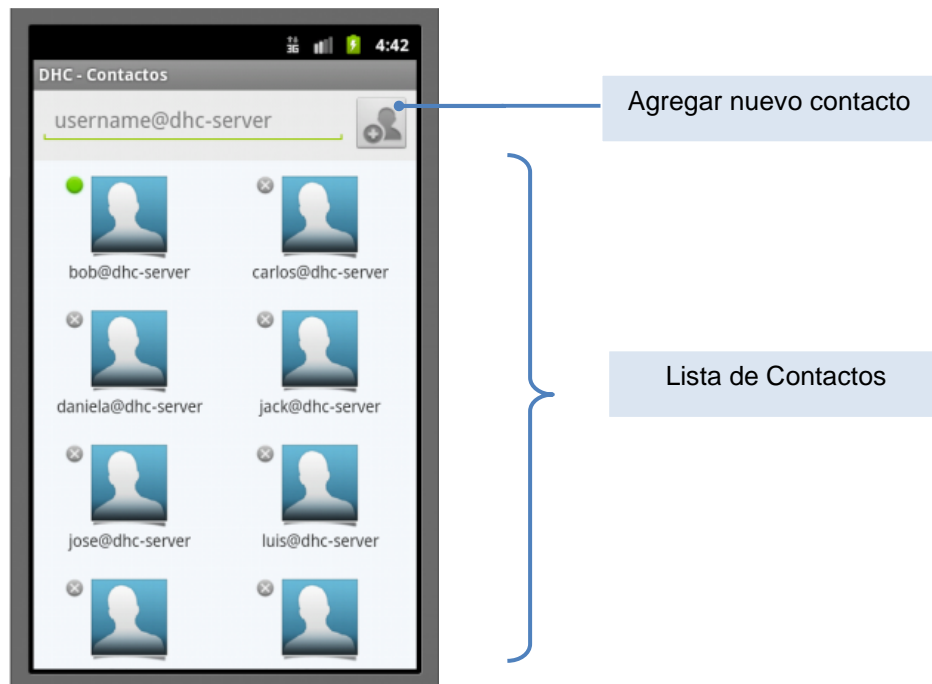 3G 4:42
DHC - Contactos
username@dhc-server
Agregar nuevo contacto
bob@dhc-server carlos@dhc-server
daniela@dhc-server jack@dhc-server
Lista de Contactos
jose@dhc-server luis@dhc-server